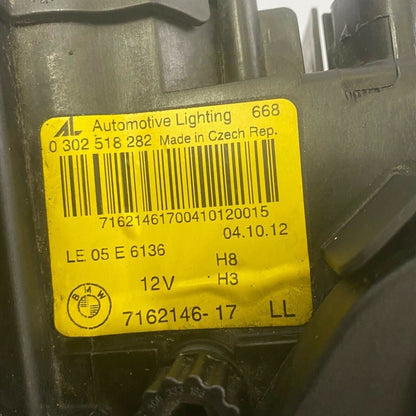 AL Automotive Lighting 668
0 302 518 282 Made in Czech Rep.
71621461700410120015
LE 05 E 6136 04.10.12
H8
12V H3
BMW
7162146-17 LL